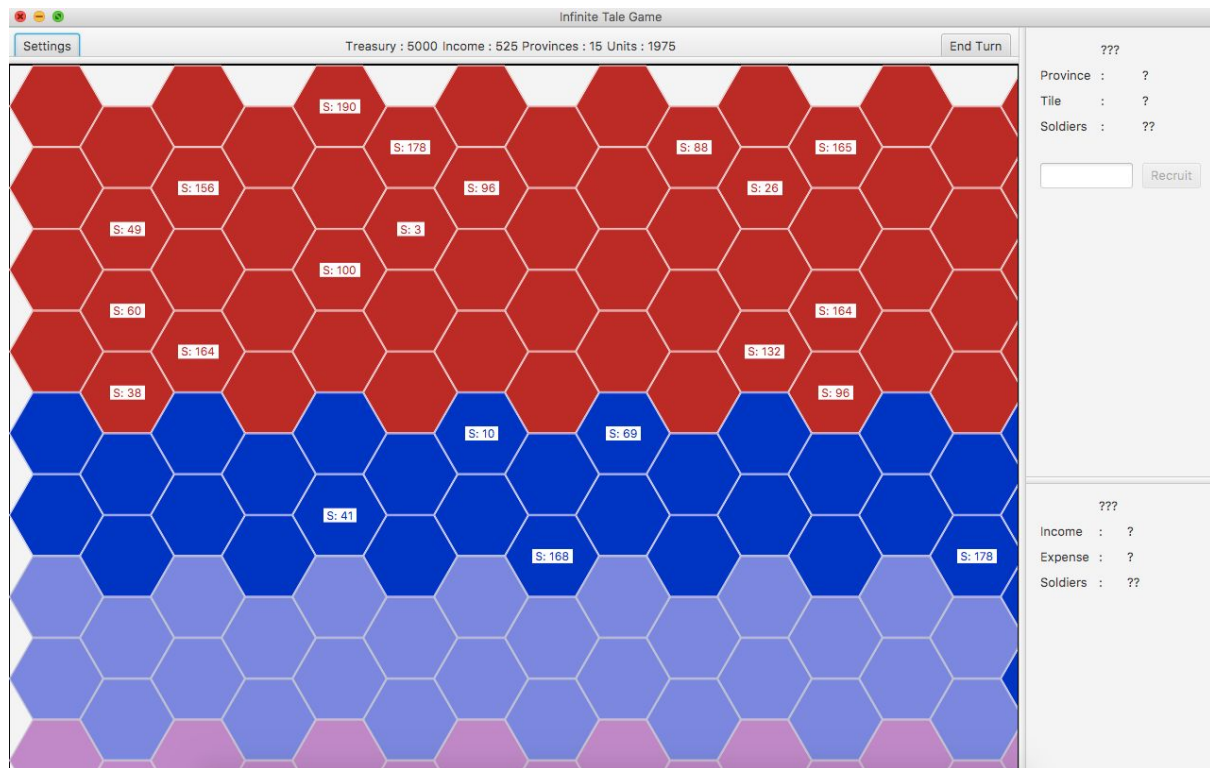 Infinite Tale Game
Settings
Treasury : 5000 Income : 525 Provinces : 15 Units : 1975
End Turn
S: 190
S: 178
S: 88
S: 165
S: 156
S: 96
S: 26
S: 49
S: 3
S: 100
S: 60
S: 164
S: 164
S: 132
S: 38
S: 96
S: 10
S: 69
S: 41
S: 168
S: 178
???
Province : ?
Tile : ?
Soldiers : ??
Recruit
???
Income : ?
Expense : ?
Soldiers : ??